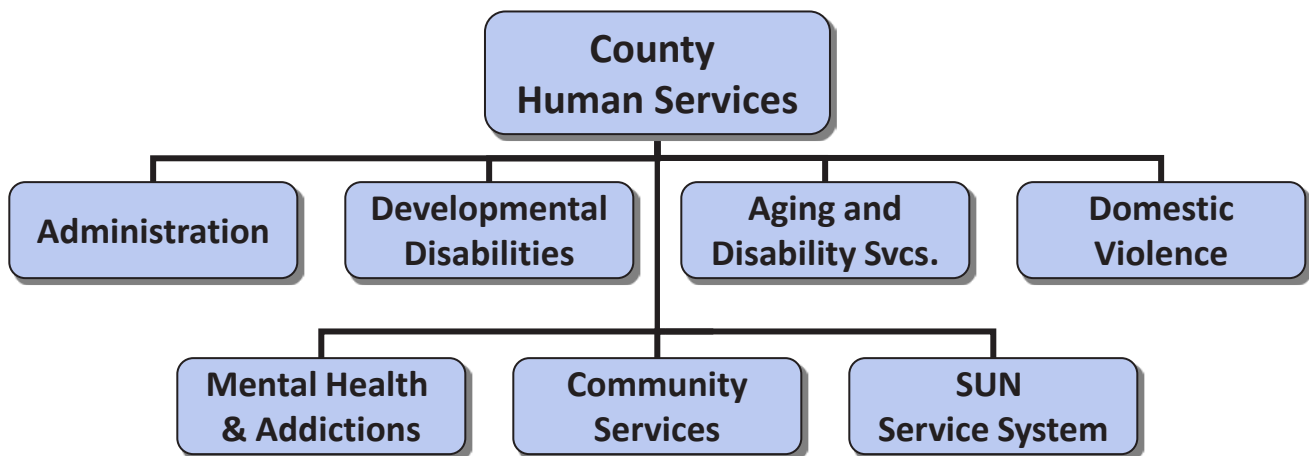 County
Human Services
Administration
Developmental
Disabilities
Aging and
Disability Svcs.
Domestic
Violence
Mental Health
& Addictions
Community
Services
SUN
Service System